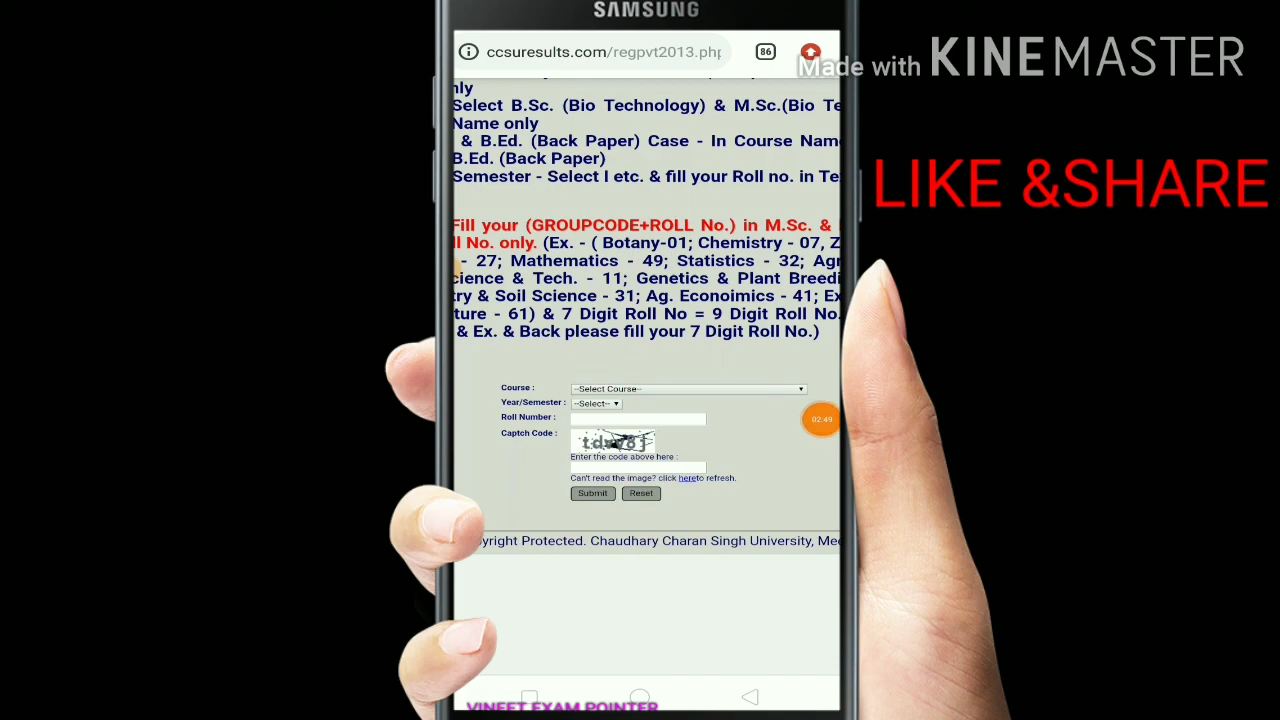 SAMSUNG
ccsuresults.com/regpvt2013.php
86
Made with KINEMASTER
nly
Select B.Sc. (Bio Technology) & M.Sc.(Bio Te
Name only
& B.Ed. (Back Paper) Case - In Course Nam
B.Ed. (Back Paper)
Semester - Select I etc. & fill your Roll no. in Te
LIKE &SHARE
Fill your (GROUPCODE+ROLL No.) in M.Sc. &
ll No. only. (Ex. - ( Botany-01; Chemistry - 07, Z
- 27; Mathematics - 49; Statistics - 32; Agr
cience & Tech. - 11; Genetics & Plant Breedi
try & Soil Science - 31; Ag. Econoimics - 41; Ex
ture - 61) & 7 Digit Roll No = 9 Digit Roll No.
& Ex. & Back please fill your 7 Digit Roll No.)
Course : --Select Course--
Year/Semester : --Select--
Roll Number :
02:49
Captch Code :
Enter the code above here :
Can't read the image? click here to refresh.
Submit Reset
yright Protected. Chaudhary Charan Singh University, Mee
VINEET EXAM POINTER